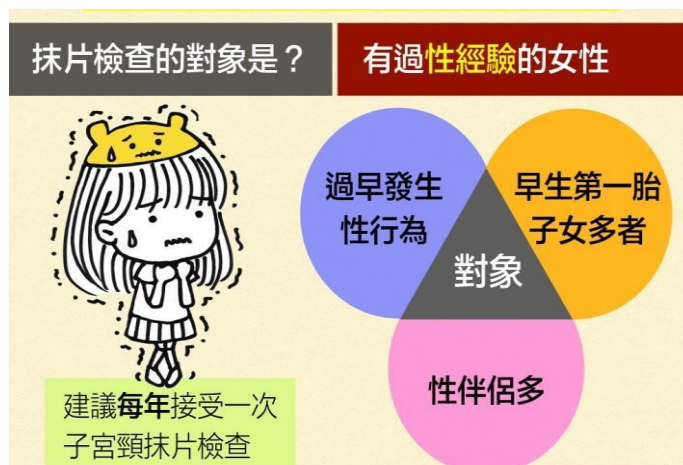 抹片檢查的對象是？
有過性經驗的女性
過早發生
性行為
早生第一胎
子女多者
對象
性伴侶多
建議每年接受一次
子宮頸抹片檢查